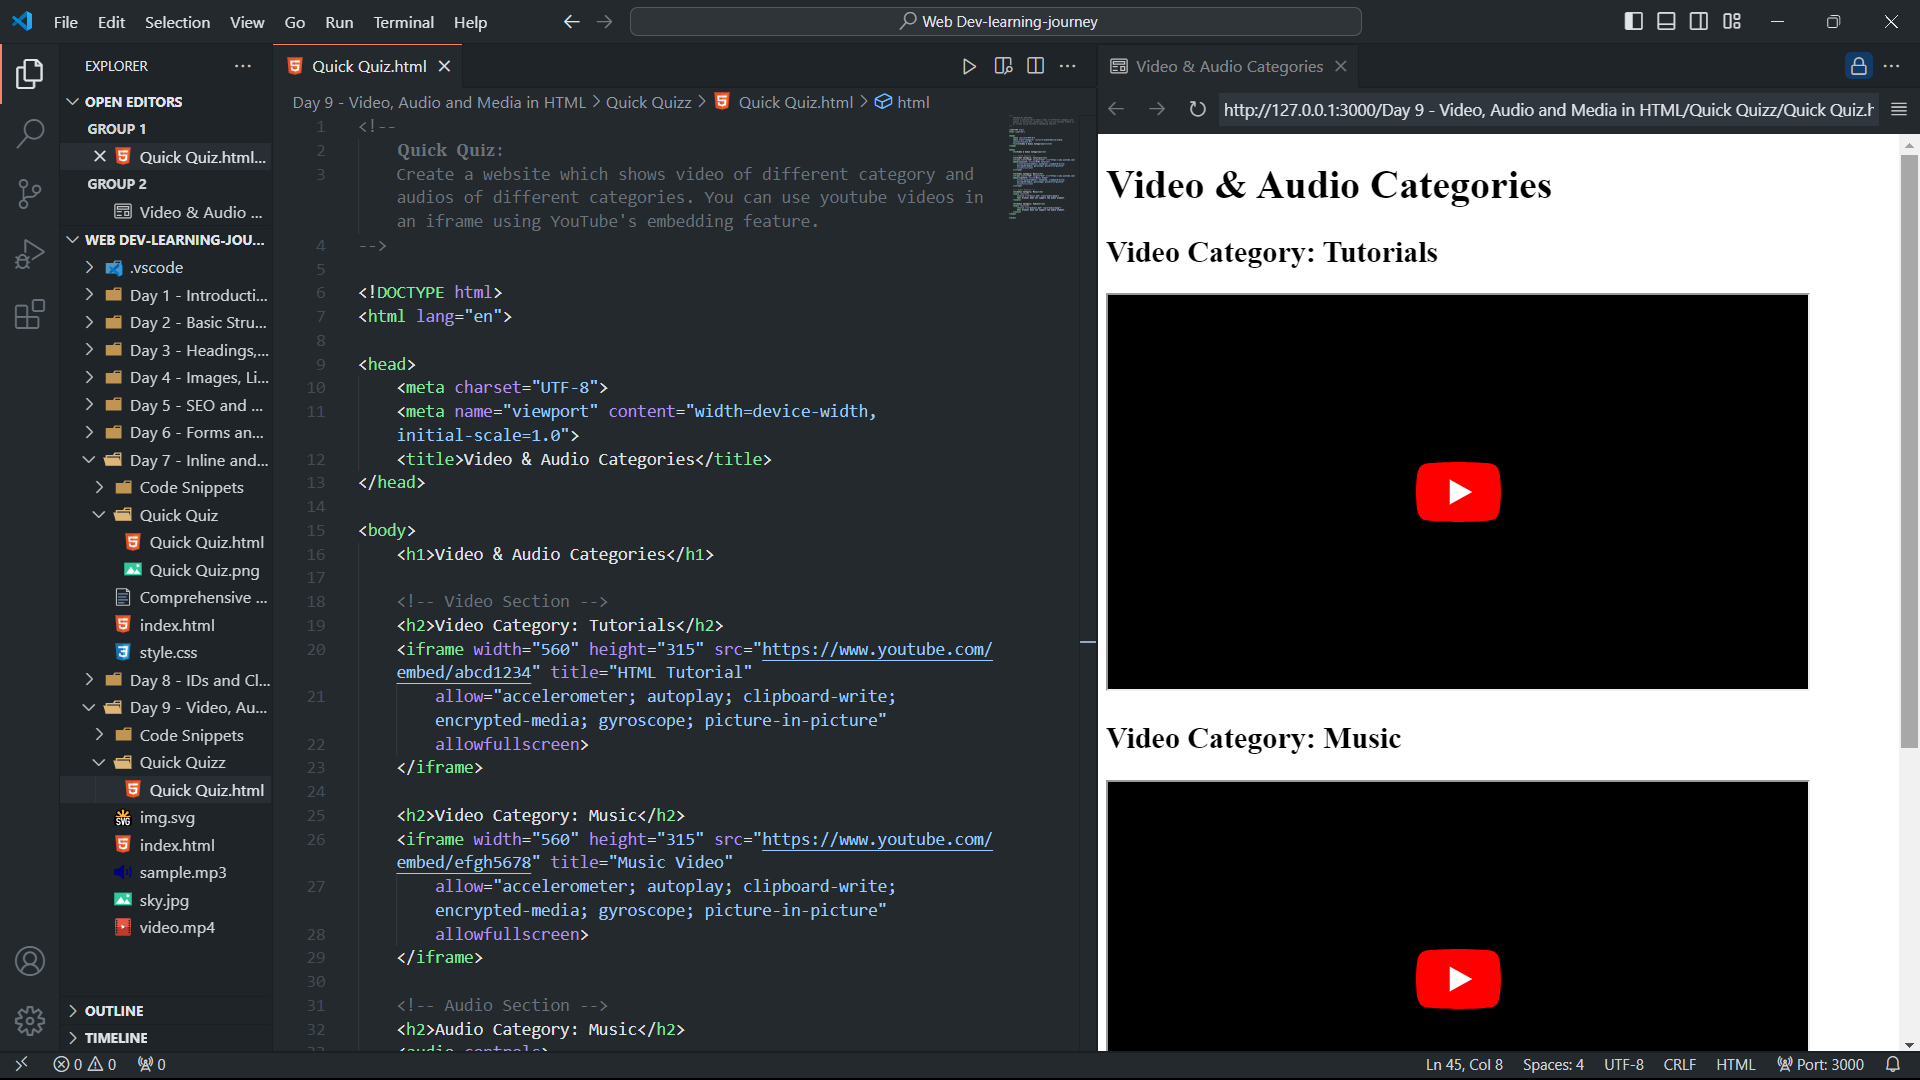 File Edit Selection View Go Run Terminal Help
Web Dev-learning-journey
EXPLORER
OPEN EDITORS
GROUP 1
Quick Quiz.html...
GROUP 2
Video & Audio ...
WEB DEV-LEARNING-JOU...
.vscode
Day 1 - Introducti...
Day 2 - Basic Stru...
Day 3 - Headings,...
Day 4 - Images, Li...
Day 5 - SEO and ...
Day 6 - Forms an...
Day 7 - Inline and...
Code Snippets
Quick Quiz
Quick Quiz.html
Quick Quiz.png
Comprehensive ...
index.html
style.css
Day 8 - IDs and Cl...
Day 9 - Video, Au...
Code Snippets
Quick Quizz
Quick Quiz.html
img.svg
index.html
sample.mp3
sky.jpg
video.mp4
OUTLINE
TIMELINE
Quick Quiz.html
Day 9 - Video, Audio and Media in HTML > Quick Quizz > Quick Quiz.html > html
1 <!--
2 Quick Quiz:
3 Create a website which shows video of different category and
audios of different categories. You can use youtube videos in
an iframe using YouTube's embedding feature.
4 -->
5
6 <!DOCTYPE html>
7 <html lang="en">
8
9 <head>
10 <meta charset="UTF-8">
11 <meta name="viewport" content="width=device-width,
initial-scale=1.0">
12 <title>Video & Audio Categories</title>
13 </head>
14
15 <body>
16 <h1>Video & Audio Categories</h1>
17
18 <!-- Video Section -->
19 <h2>Video Category: Tutorials</h2>
20 <iframe width="560" height="315" src="https://www.youtube.com/
embed/abcd1234" title="HTML Tutorial"
21 allow="accelerometer; autoplay; clipboard-write;
encrypted-media; gyroscope; picture-in-picture"
22 allowfullscreen>
23 </iframe>
24
25 <h2>Video Category: Music</h2>
26 <iframe width="560" height="315" src="https://www.youtube.com/
embed/efgh5678" title="Music Video"
27 allow="accelerometer; autoplay; clipboard-write;
encrypted-media; gyroscope; picture-in-picture"
28 allowfullscreen>
29 </iframe>
30
31 <!-- Audio Section -->
32 <h2>Audio Category: Music</h2>
<audio controls>
Video & Audio Categories
http://127.0.0.1:3000/Day 9 - Video, Audio and Media in HTML/Quick Quizz/Quick Quiz.h
Video & Audio Categories
Video Category: Tutorials
Video Category: Music
0 0 0
Ln 45, Col 8 Spaces: 4 UTF-8 CRLF HTML Port: 3000